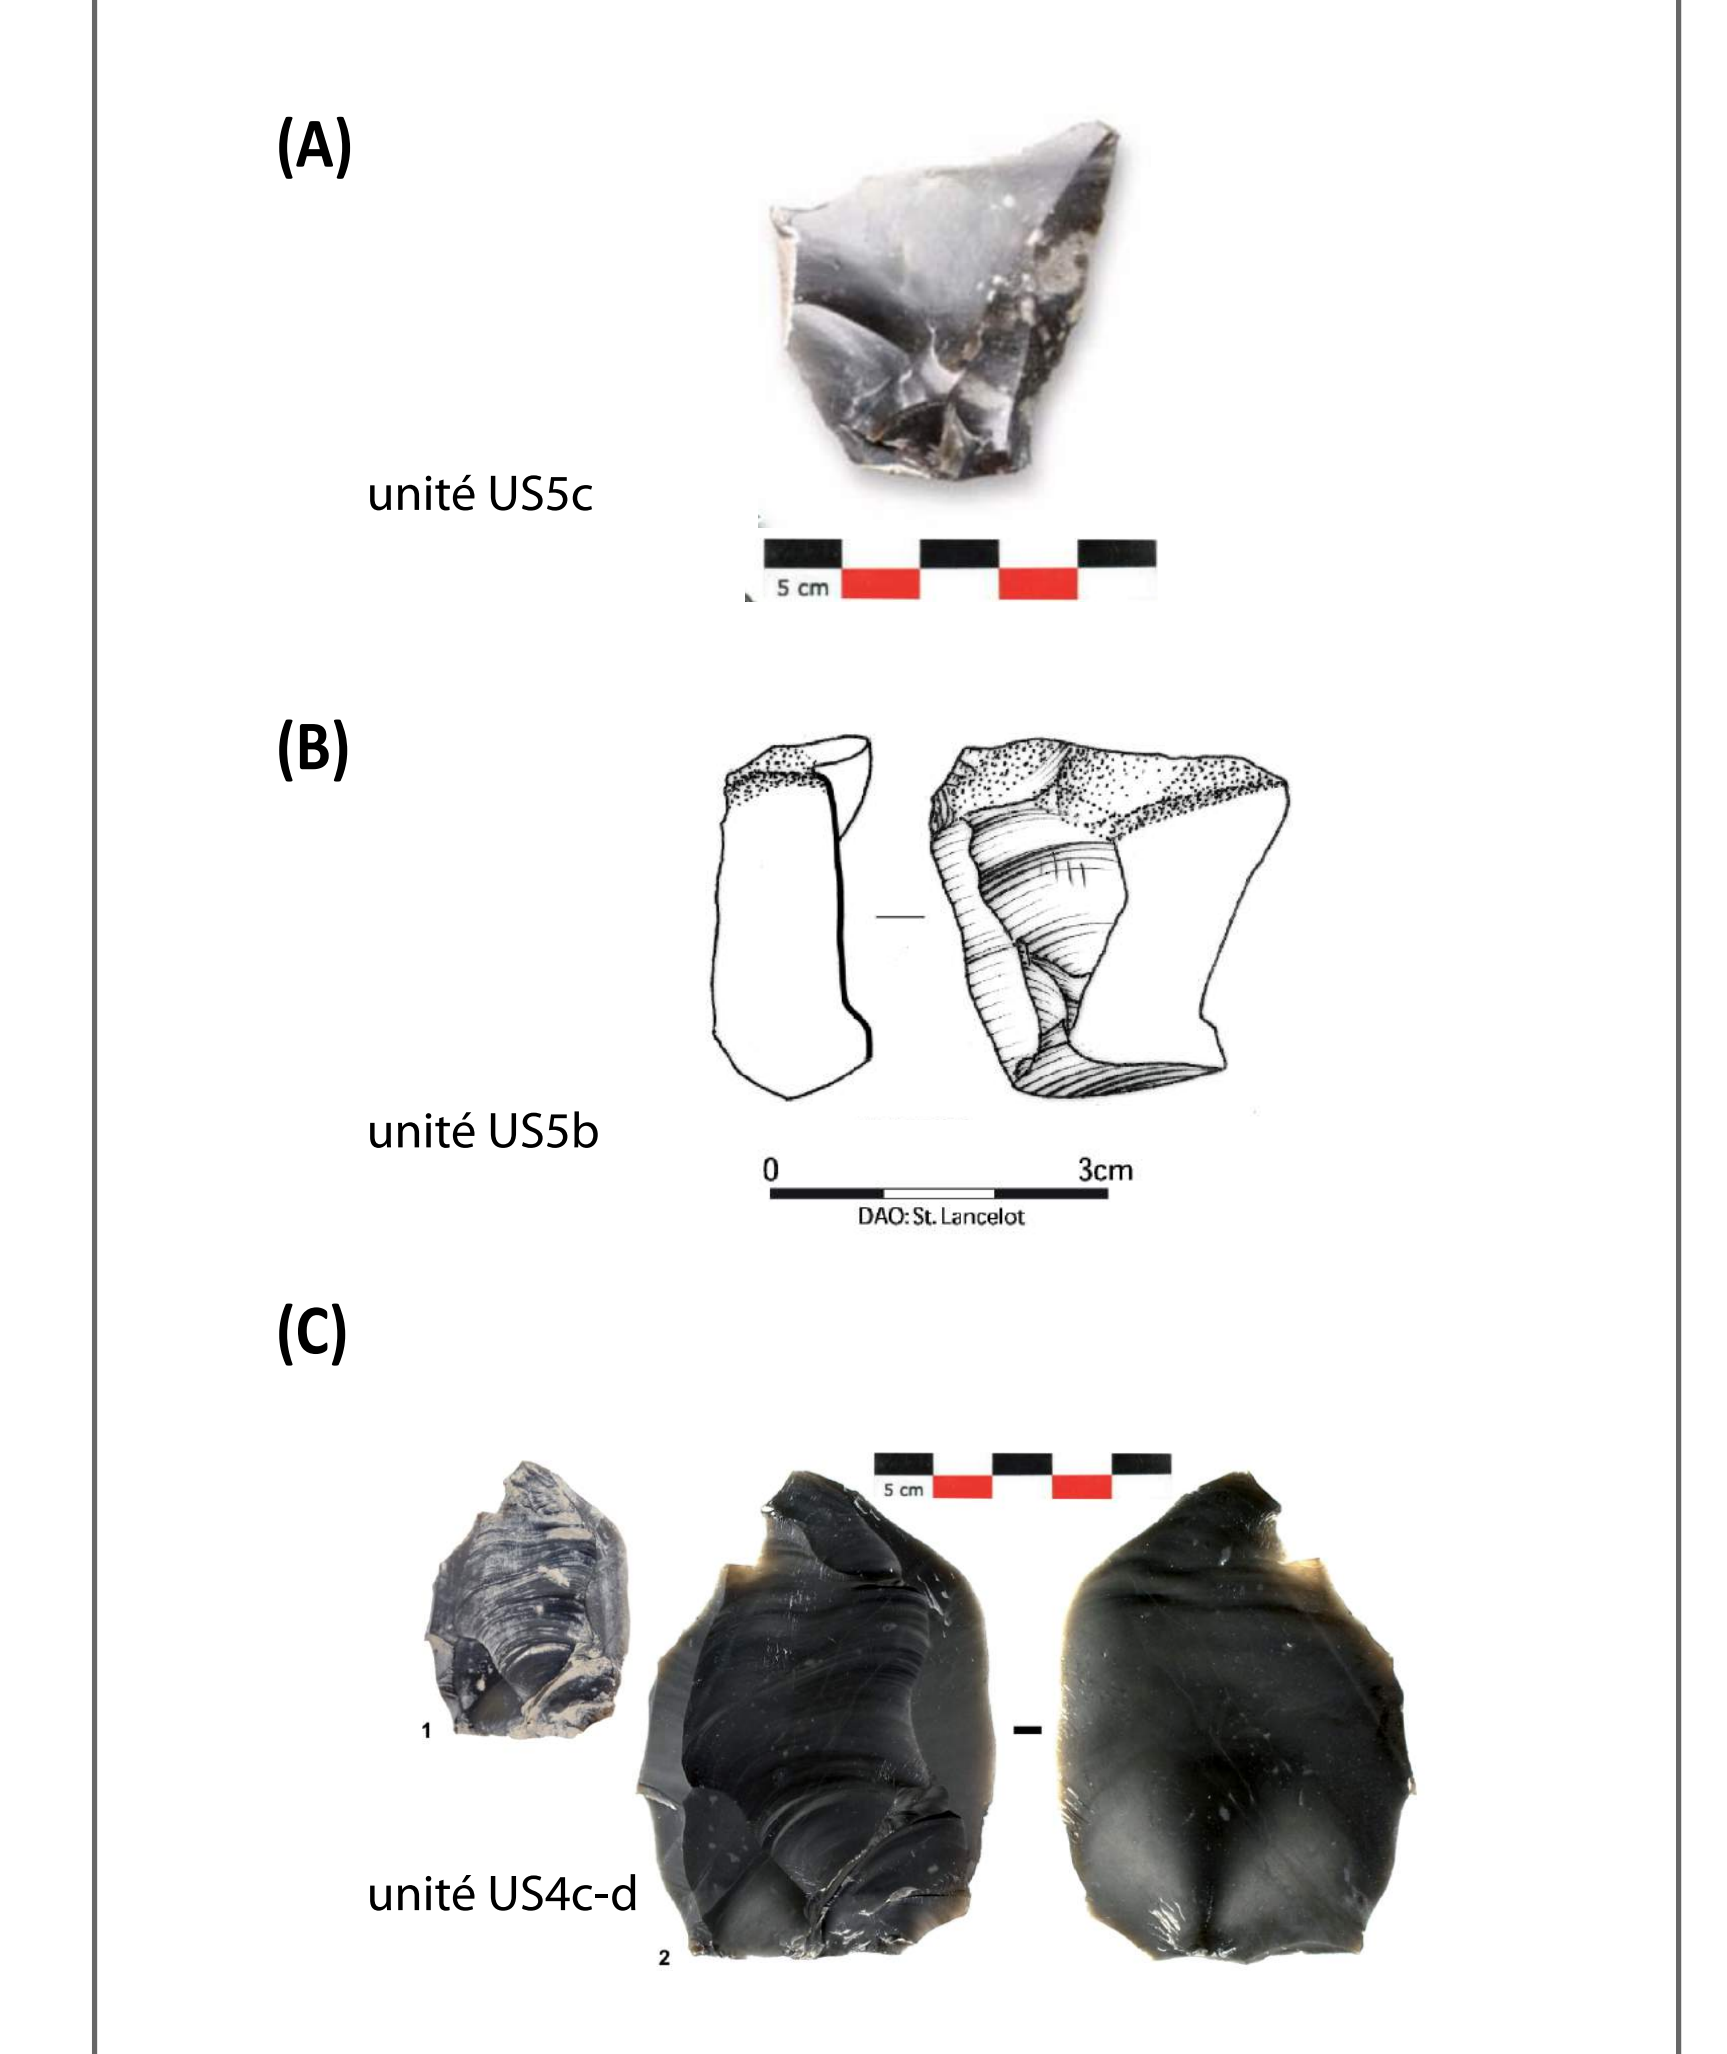 (A)
unité US5c
5 cm
(B)
unité US5b
0 3cm
DAO: St. Lancelot
(C)
5 cm
1
unité US4c-d
2